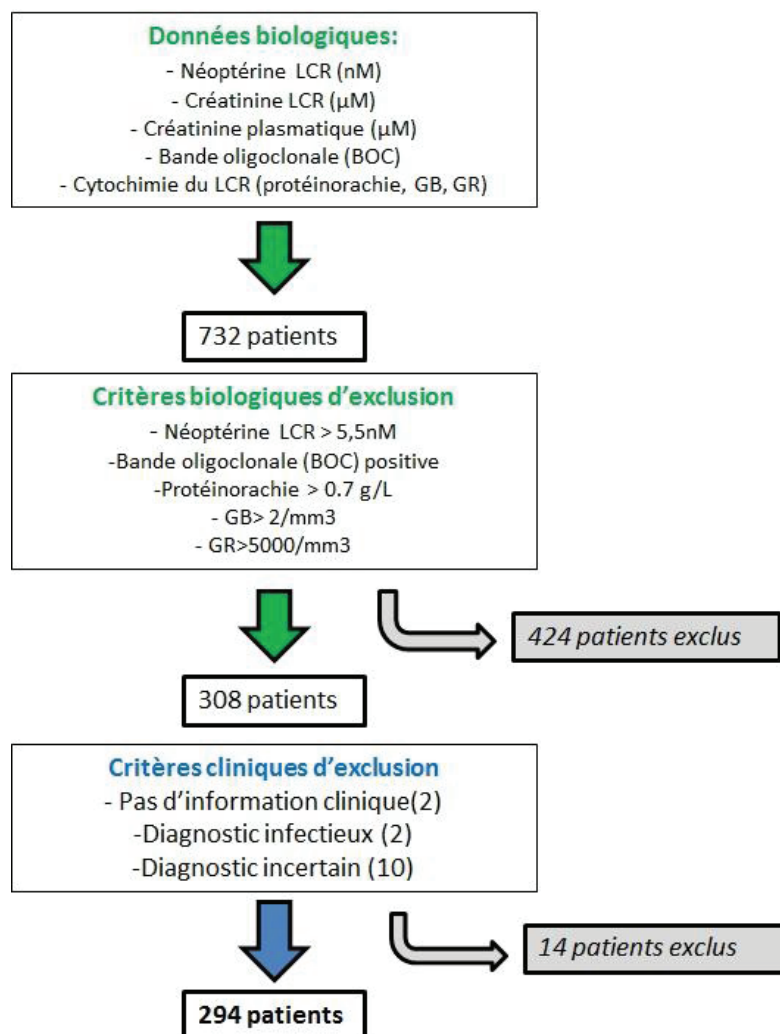 Données biologiques:
- Néoptérine LCR (nM)
- Créatinine LCR (µM)
- Créatinine plasmatique (µM)
- Bande oligoclonale (BOC)
- Cytochimie du LCR (protéinorachie, GB, GR)
732 patients
Critères biologiques d'exclusion
- Néoptérine LCR > 5,5nM
-Bande oligoclonale (BOC) positive
-Protéinorachie > 0.7 g/L
- GB> 2/mm3
- GR>5000/mm3
424 patients exclus
308 patients
Critères cliniques d'exclusion
- Pas d'information clinique(2)
-Diagnostic infectieux (2)
-Diagnostic incertain (10)
14 patients exclus
294 patients